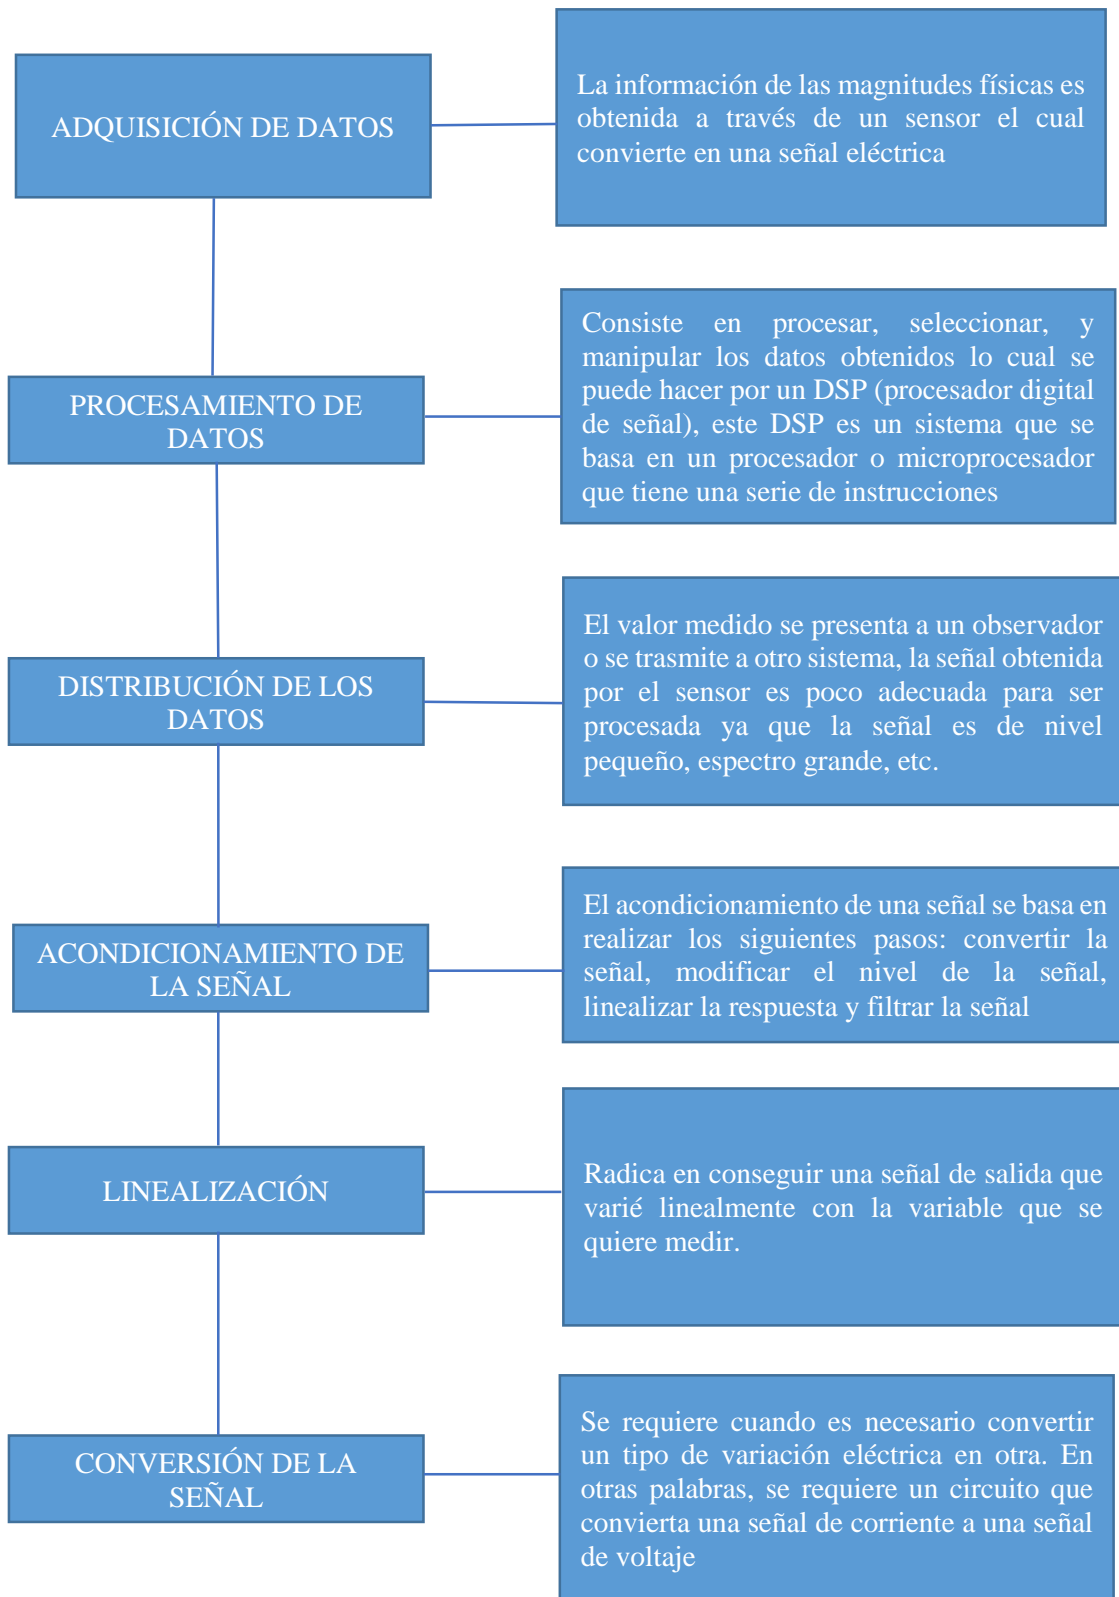 ADQUISICIÓN DE DATOS
La información de las magnitudes físicas es
obtenida a través de un sensor el cual
convierte en una señal eléctrica
PROCESAMIENTO DE
DATOS
Consiste en procesar, seleccionar, y
manipular los datos obtenidos lo cual se
puede hacer por un DSP (procesador digital
de señal), este DSP es un sistema que se
basa en un procesador o microprocesador
que tiene una serie de instrucciones
DISTRIBUCIÓN DE LOS
DATOS
El valor medido se presenta a un observador
o se trasmite a otro sistema, la señal obtenida
por el sensor es poco adecuada para ser
procesada ya que la señal es de nivel
pequeño, espectro grande, etc.
ACONDICIONAMIENTO DE
LA SEÑAL
El acondicionamiento de una señal se basa en
realizar los siguientes pasos: convertir la
señal, modificar el nivel de la señal,
linealizar la respuesta y filtrar la señal
LINEALIZACIÓN
Radica en conseguir una señal de salida que
varié linealmente con la variable que se
quiere medir.
CONVERSIÓN DE LA
SEÑAL
Se requiere cuando es necesario convertir
un tipo de variación eléctrica en otra. En
otras palabras, se requiere un circuito que
convierta una señal de corriente a una señal
de voltaje